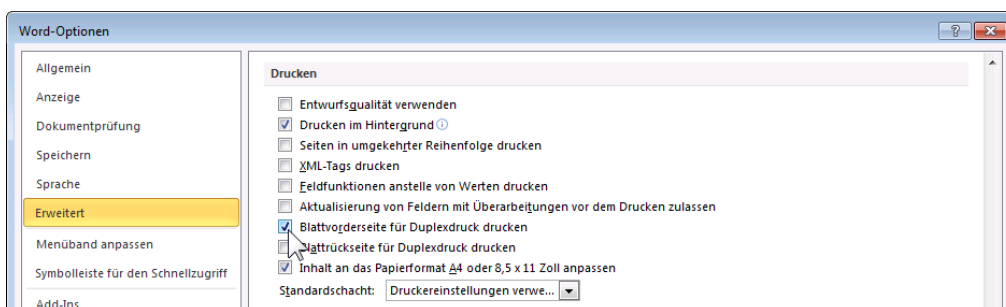 Word-Optionen
Allgemein
Anzeige
Dokumentprüfung
Speichern
Sprache
Erweitert
Menüband anpassen
Symbolleiste für den Schnellzugriff
Add-Ins
Drucken
Entwurfsqualität verwenden
Drucken im Hintergrund
Seiten in umgekehrter Reihenfolge drucken
XML-Tags drucken
Feldfunktionen anstelle von Werten drucken
Aktualisierung von Feldern mit Überarbeitungen vor dem Drucken zulassen
Blattvorderseite für Duplexdruck drucken
Blattrückseite für Duplexdruck drucken
Inhalt an das Papierformat A4 oder 8,5 x 11 Zoll anpassen
Standardschacht: Druckereinstellungen verwe...